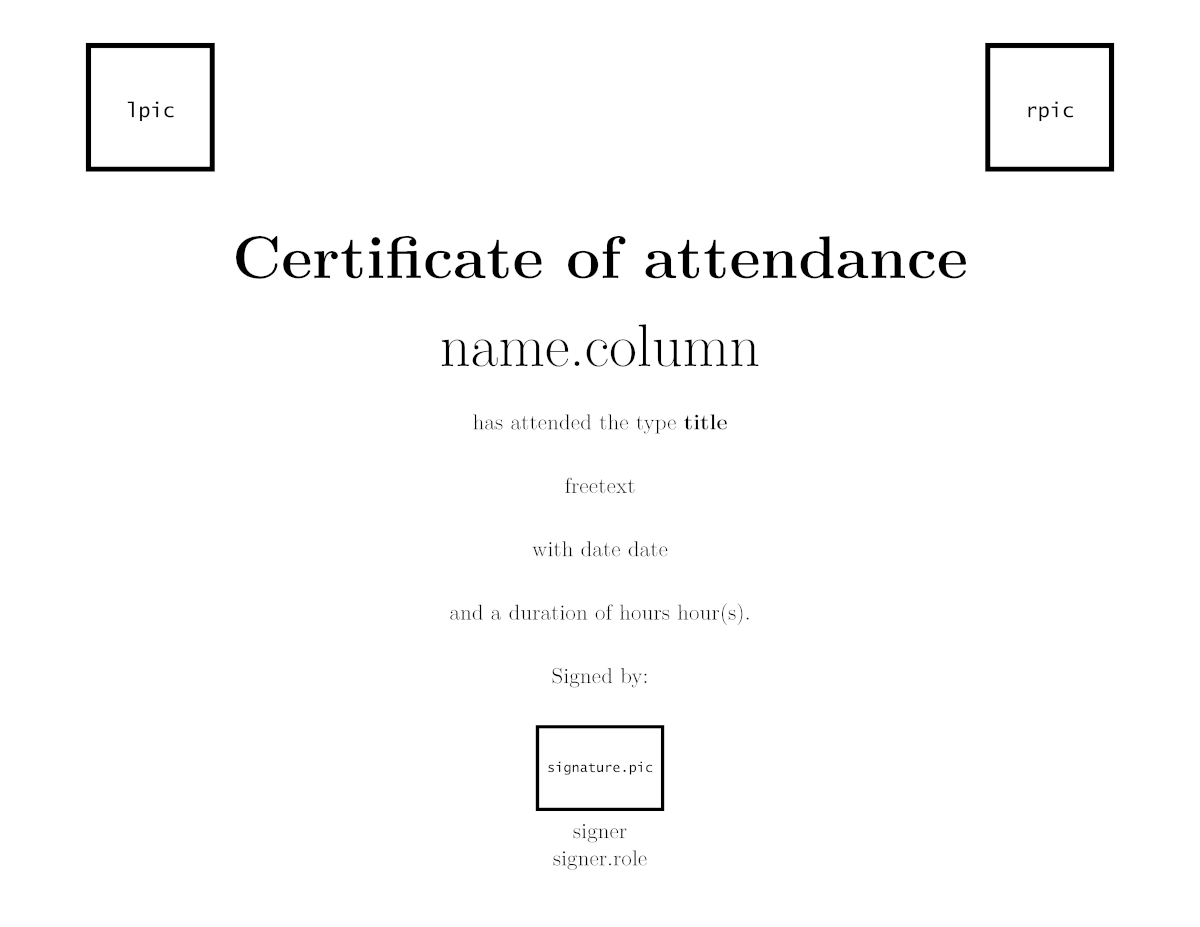 lpic
rpic
Certificate of attendance
name.column
has attended the type title
freetext
with date date
and a duration of hours hour(s).
Signed by:
signature.pic
signer
signer.role